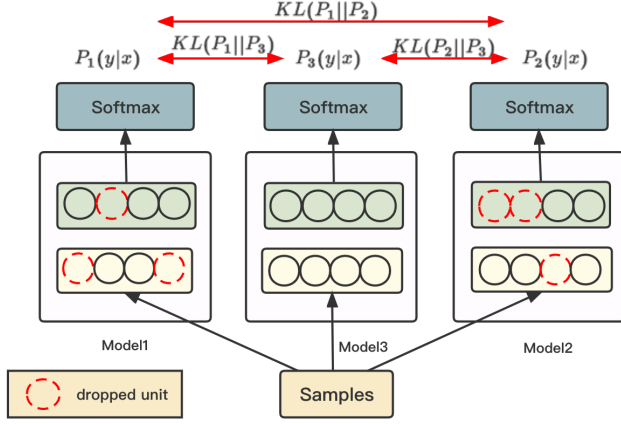 KL(P₁||P₂)
KL(P₁||P₃) KL(P₂||P₃)
P₁(y|x) P₃(y|x) P₂(y|x)
Softmax Softmax Softmax
Model1 Model3 Model2
dropped unit Samples